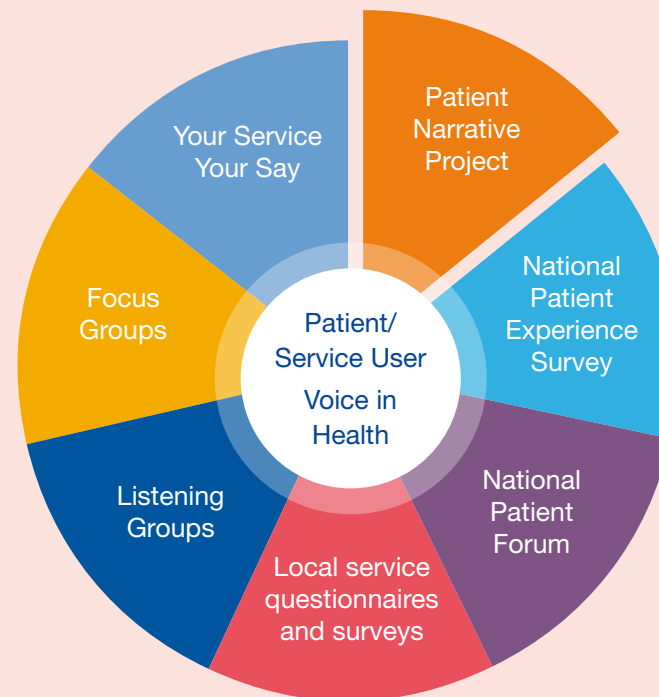 Patient
Narrative
Project
National
Patient
Experience
Survey
National
Patient
Forum
Local service
questionnaires
and surveys
Listening
Groups
Focus
Groups
Your Service
Your Say
Patient/
Service User
Voice in
Health